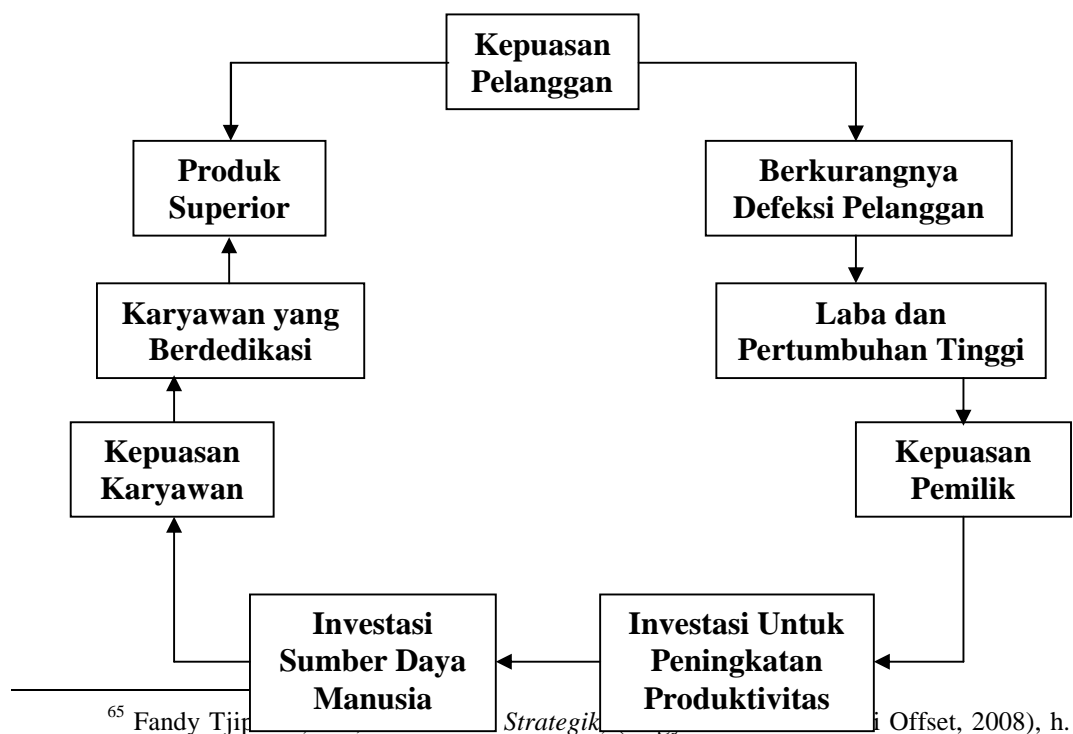 Kepuasan
Pelanggan
Produk
Superior
Berkurangnya
Defeksi Pelanggan
Karyawan yang
Berdedikasi
Laba dan
Pertumbuhan Tinggi
Kepuasan
Karyawan
Kepuasan
Pemilik
Investasi
Sumber Daya
Manusia
Investasi Untuk
Peningkatan
Produktivitas
65 Fandy Strategik, Offset, 2008), h.